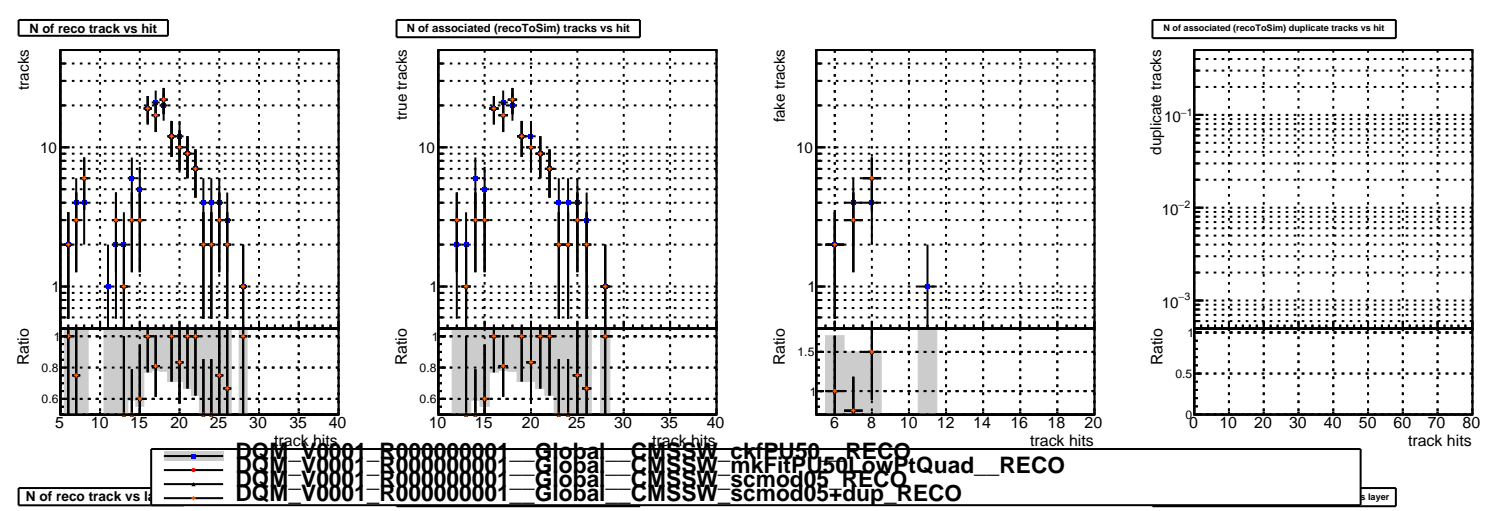 N of reco track vs hit
N of associated (recoToSim) tracks vs hit
N of associated (recoToSim) duplicate tracks vs hit
tracks
10
1
Ratio
1
0.8
0.6
5 10 15 20 25 30 35 40
track hits
true tracks
10
1
Ratio
1
0.8
0.6
10 15 20 25 30 35 40
track hits
fake tracks
10
1
Ratio
1.5
1
6 8 10 12 14 16 18 20
track hits
duplicate tracks
10−1
10−2
10−3
Ratio
1
0.5
0
0 10 20 30 40 50 60 70 80
track hits
DQM_V0001_R000000001__Global__CMSSW_ckfPU50__RECO
DQM_V0001_R000000001__Global__CMSSW_mkFitPU50LowPtQuad__RECO
DQM_V0001_R000000001__Global__CMSSW_scmod05_RECO
DQM_V0001_R000000001__Global__CMSSW_scmod05+dup_RECO
N of reco track vs la
s layer